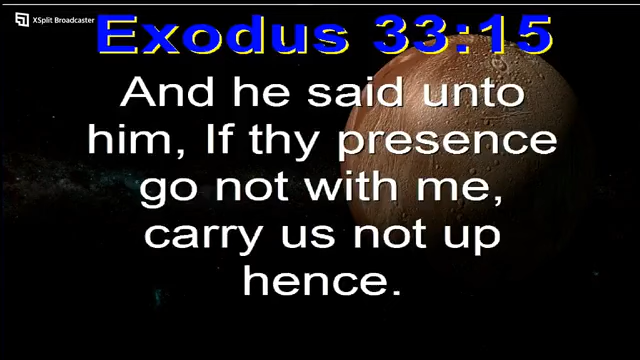 XSplit Broadcaster
Exodus 33:15
And he said unto
him, If thy presence
go not with me,
carry us not up
hence.